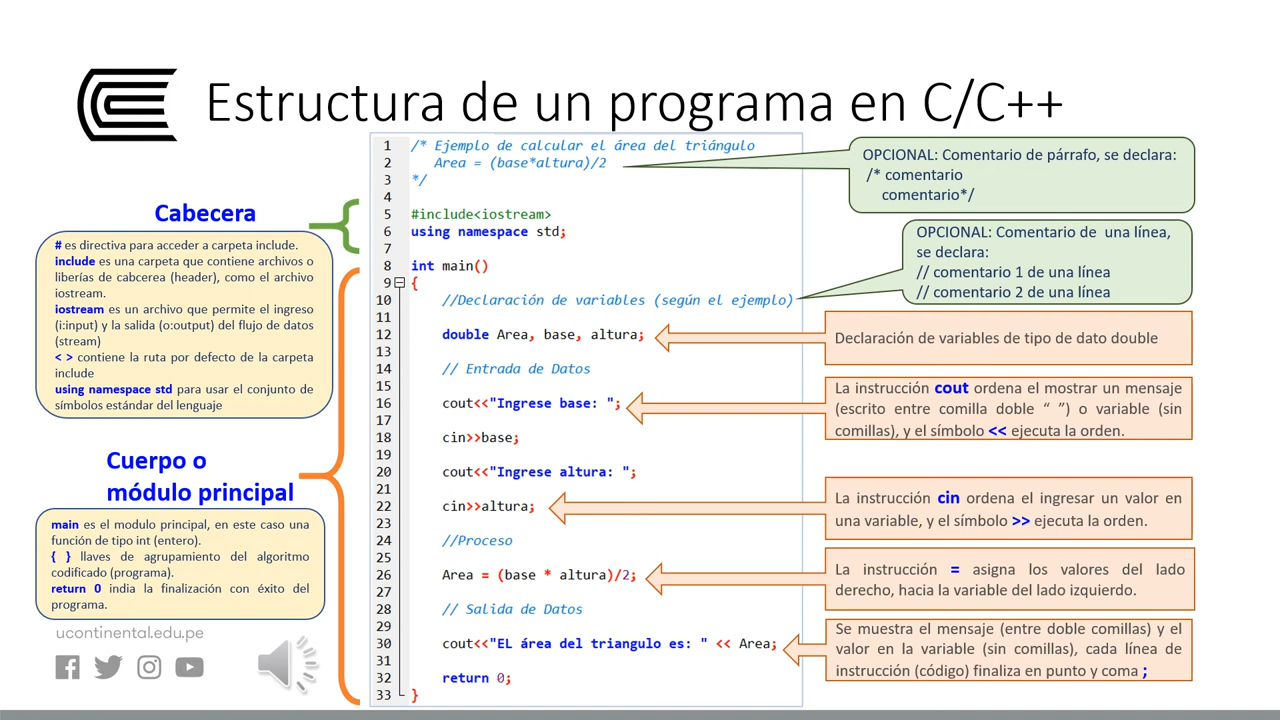 Estructura de un programa en C/C++
Cabecera
# es directiva para acceder a carpeta include.
include es una carpeta que contiene archivos o
liberías de cabcerea (header), como el archivo
iostream.
iostream es un archivo que permite el ingreso
(i:input) y la salida (o:output) del flujo de datos
(stream)
< > contiene la ruta por defecto de la carpeta
include
using namespace std para usar el conjunto de
símbolos estándar del lenguaje
Cuerpo o
módulo principal
main es el modulo principal, en este caso una
función de tipo int (entero).
{ } llaves de agrupamiento del algoritmo
codificado (programa).
return 0 india la finalización con éxito del
programa.
ucontinental.edu.pe
1 /* Ejemplo de calcular el área del triángulo
2 Area = (base*altura)/2
3 */
4
5 #include<iostream>
6 using namespace std;
7
8 int main()
9 {
10 //Declaración de variables (según el ejemplo)
11
12 double Area, base, altura;
13
14 // Entrada de Datos
15
16 cout<<"Ingrese base: ";
17
18 cin>>base;
19
20 cout<<"Ingrese altura: ";
21
22 cin>>altura;
23
24 //Proceso
25
26 Area = (base * altura)/2;
27
28 // Salida de Datos
29
30 cout<<"EL área del triangulo es: " << Area;
31
32 return 0;
33 }
OPCIONAL: Comentario de párrafo, se declara:
/* comentario
comentario*/
OPCIONAL: Comentario de una línea,
se declara:
// comentario 1 de una línea
// comentario 2 de una línea
Declaración de variables de tipo de dato double
La instrucción cout ordena el mostrar un mensaje
(escrito entre comilla doble “ ”) o variable (sin
comillas), y el símbolo << ejecuta la orden.
La instrucción cin ordena el ingresar un valor en
una variable, y el símbolo >> ejecuta la orden.
La instrucción = asigna los valores del lado
derecho, hacia la variable del lado izquierdo.
Se muestra el mensaje (entre doble comillas) y el
valor en la variable (sin comillas), cada línea de
instrucción (código) finaliza en punto y coma ;